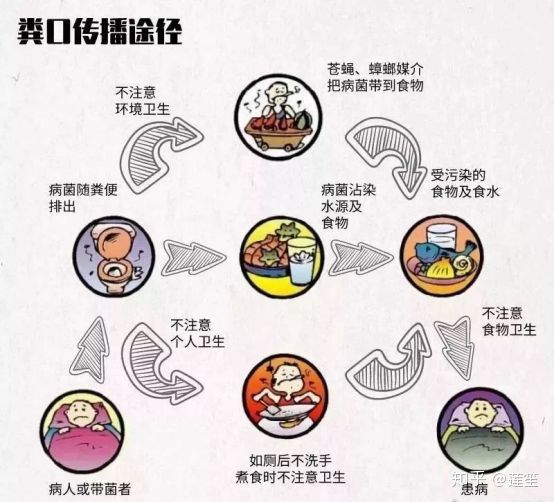 粪口传播途径
不注意
环境卫生
苍蝇、蟑螂媒介
把病菌带到食物
病菌随粪便
排出
病菌沾染
水源及
食物
受污染的
食物及食水
不注意
个人卫生
不注意
食物卫生
病人或带菌者
如厕后不洗手
煮食时不注意卫生
患病
知乎 @莲笙